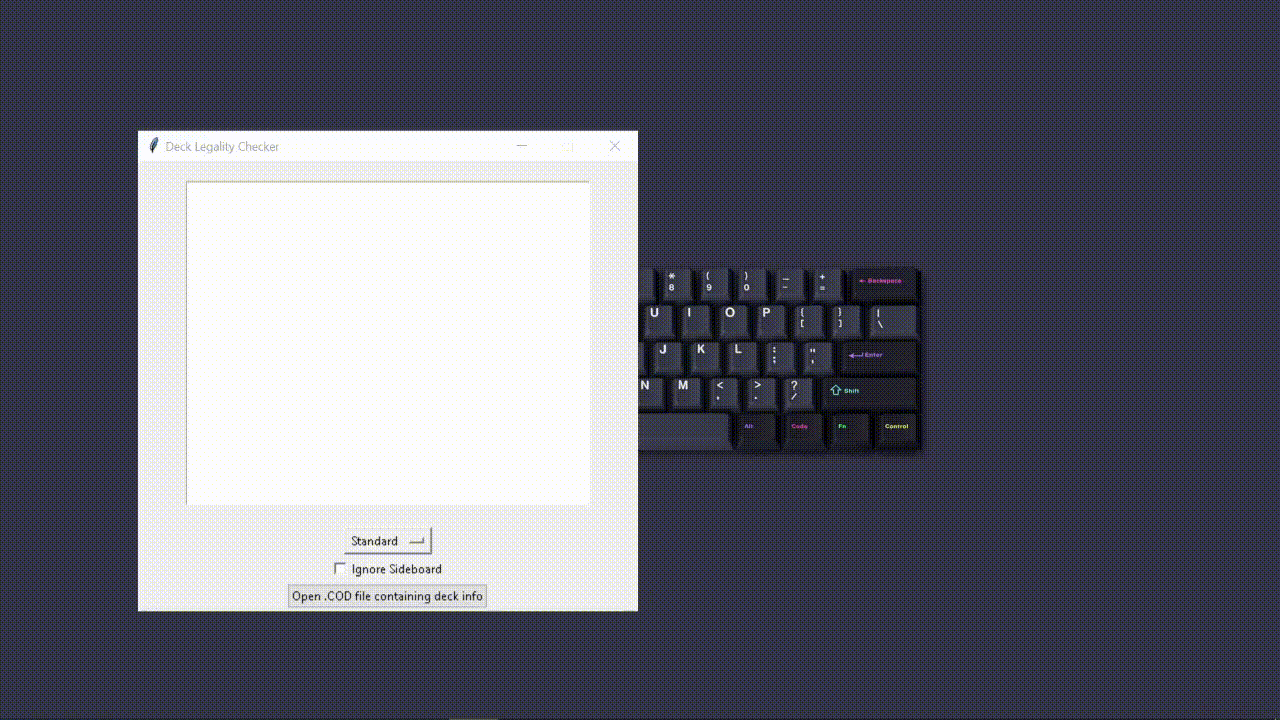 Deck Legality Checker
* ( ) _ +
8 9 0 - = ← Backspace
U I O P { } |
[ ] \
J K L : "
; ' Enter
N M < > ?
, . / Shift
Alt Code Fn Control
Standard
Ignore Sideboard
Open .COD file containing deck info